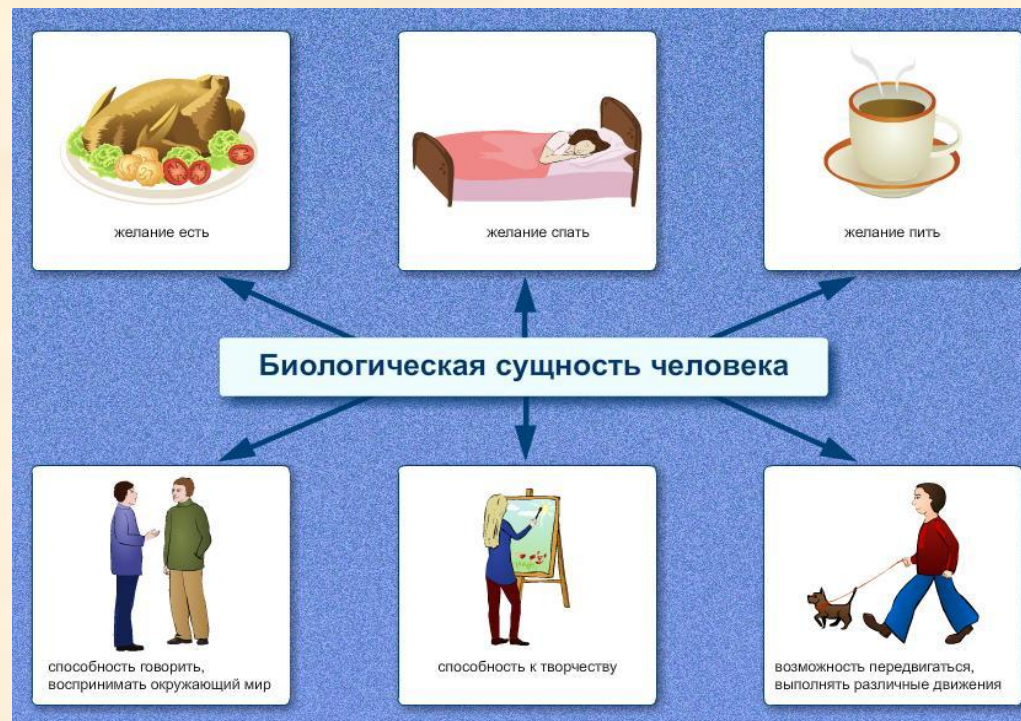 желание есть
желание спать
желание пить
Биологическая сущность человека
способность говорить,
воспринимать окружающий мир
способность к творчеству
возможность передвигаться,
выполнять различные движения